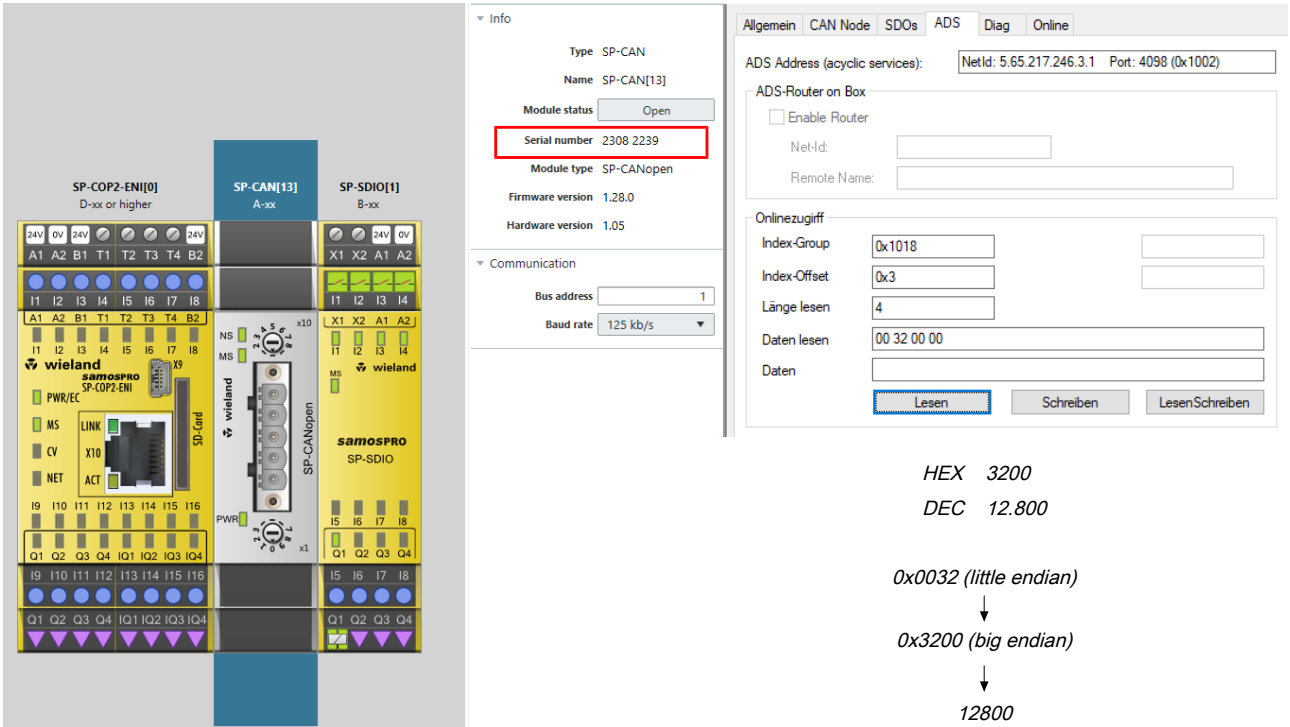 SP-COP2-ENI[0]
D-xx or higher
SP-CAN[13]
A-xx
SP-SDIO[1]
B-xx
24V 0V 24V 24V
A1 A2 B1 T1 T2 T3 T4 B2
I1 I2 I3 I4 I5 I6 I7 I8
A1 A2 B1 T1 T2 T3 T4 B2
I1 I2 I3 I4 I5 I6 I7 I8
wieland
samosPRO
SP-COP2-ENI
X9
PWR/EC
MS
CV
NET
LINK
X10
ACT
SD-Card
I9 I10 I11 I12 I13 I14 I15 I16
Q1 Q2 Q3 Q4 IQ1 IQ2 IQ3 IQ4
I9 I10 I11 I12 I13 I14 I15 I16
Q1 Q2 Q3 Q4 IQ1 IQ2 IQ3 IQ4
NS
MS
x10
wieland
SP-CANopen
PWR
x1
24V 0V
X1 X2 A1 A2
I1 I2 I3 I4
X1 X2 A1 A2
I1 I2 I3 I4
MS
wieland
samosPRO
SP-SDIO
I5 I6 I7 I8
Q1 Q2 Q3 Q4
I5 I6 I7 I8
Q1 Q2 Q3 Q4
Info
Type SP-CAN
Name SP-CAN[13]
Module status Open
Serial number 2308 2239
Module type SP-CANopen
Firmware version 1.28.0
Hardware version 1.05
Communication
Bus address 1
Baud rate 125 kb/s
Allgemein CAN Node SDOs ADS Diag Online
ADS Address (acyclic services): NetId: 5.65.217.246.3.1 Port: 4098 (0x1002)
ADS-Router on Box
Enable Router
Net-Id:
Remote Name:
Onlinezugriff
Index-Group 0x1018
Index-Offset 0x3
Länge lesen 4
Daten lesen 00 32 00 00
Daten
Lesen Schreiben LesenSchreiben
HEX 3200
DEC 12.800
0x0032 (little endian)
0x3200 (big endian)
12800